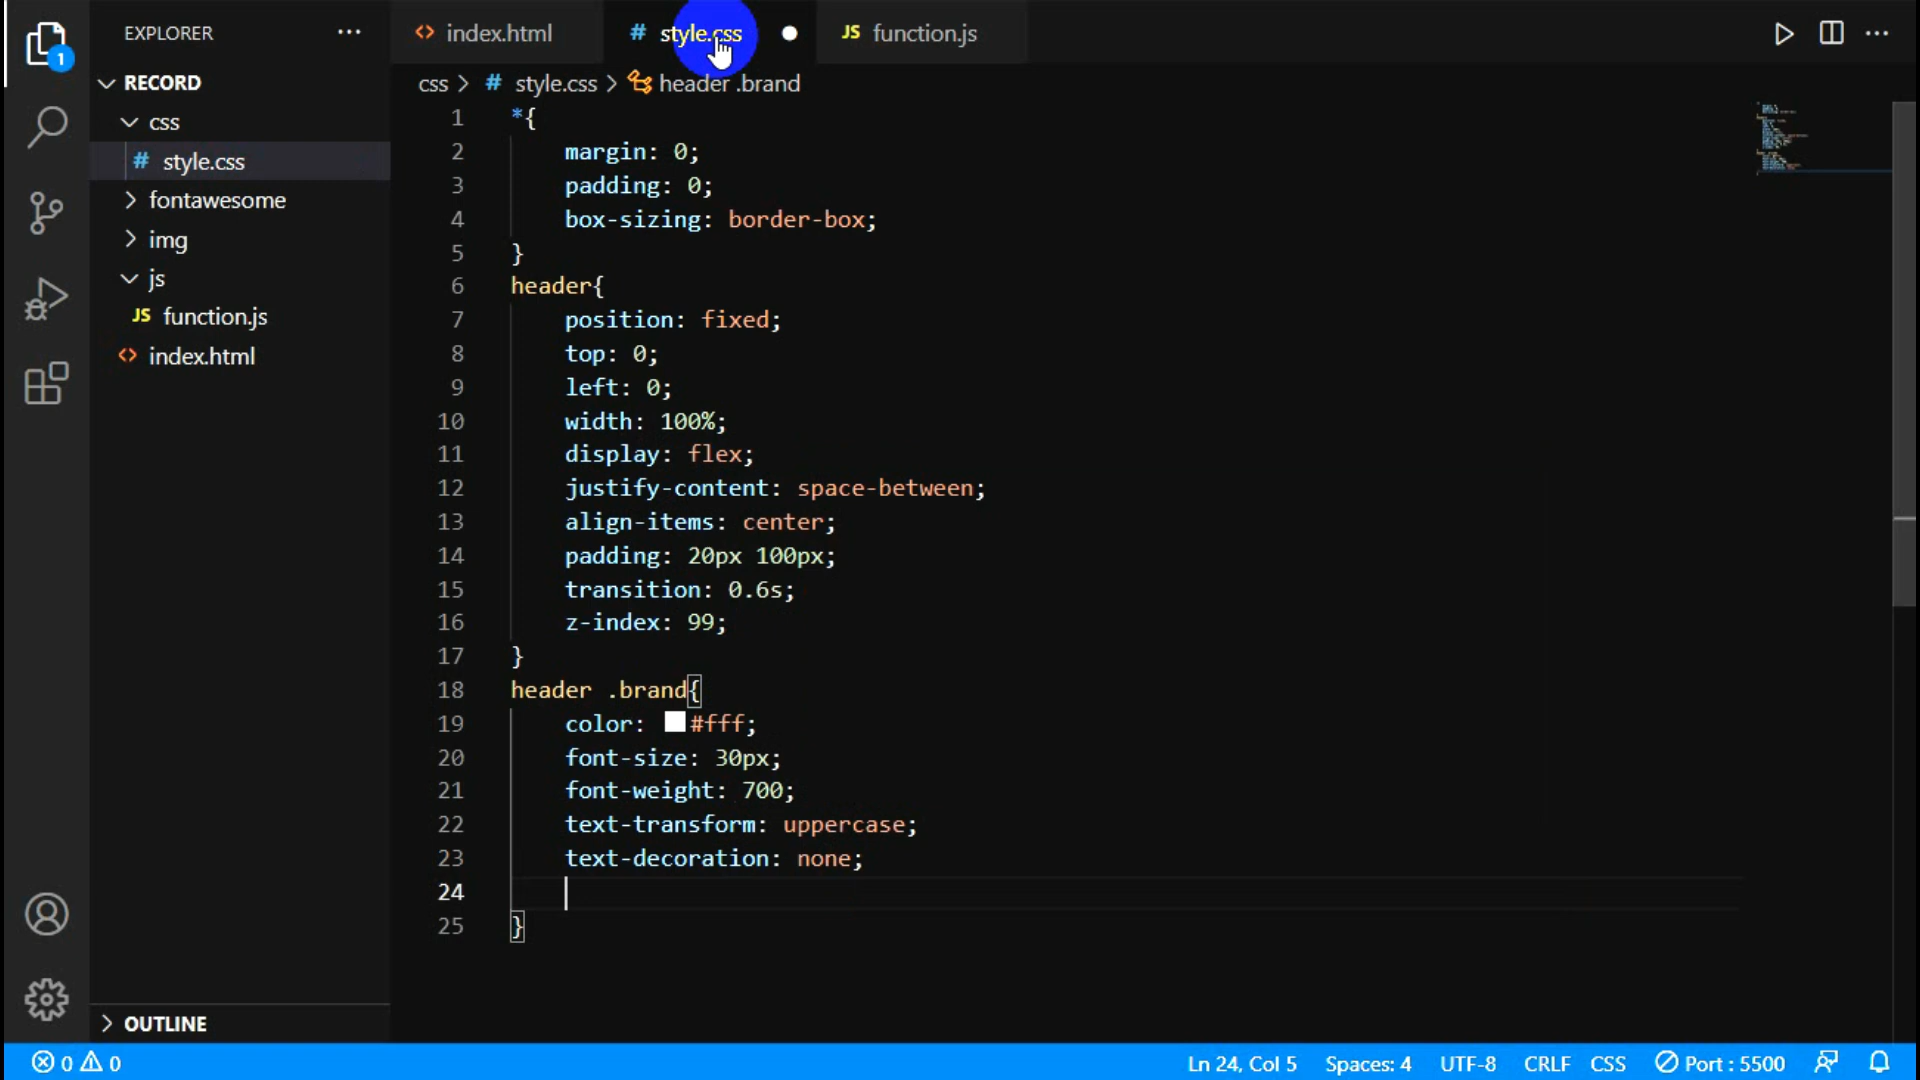 EXPLORER
1
RECORD
css
# style.css
fontawesome
img
js
JS function.js
<> index.html
OUTLINE
<> index.html
# style.css
JS function.js
css > # style.css > header .brand
1 *{
2 margin: 0;
3 padding: 0;
4 box-sizing: border-box;
5 }
6 header{
7 position: fixed;
8 top: 0;
9 left: 0;
10 width: 100%;
11 display: flex;
12 justify-content: space-between;
13 align-items: center;
14 padding: 20px 100px;
15 transition: 0.6s;
16 z-index: 99;
17 }
18 header .brand{
19 color: #fff;
20 font-size: 30px;
21 font-weight: 700;
22 text-transform: uppercase;
23 text-decoration: none;
24
25 }
0 0 Ln 24, Col 5 Spaces: 4 UTF-8 CRLF CSS Port : 5500